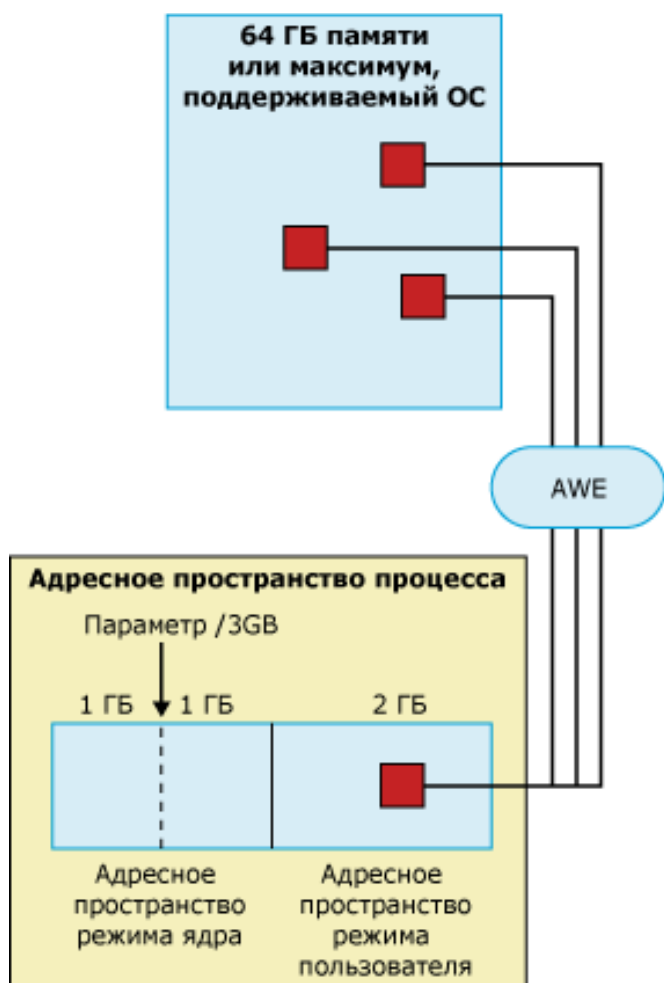 64 ГБ памяти
или максимум,
поддерживаемый ОС
AWE
Адресное пространство процесса
Параметр /3GB
1 ГБ 1 ГБ 2 ГБ
Адресное
пространство
режима ядра
Адресное
пространство
режима
пользователя